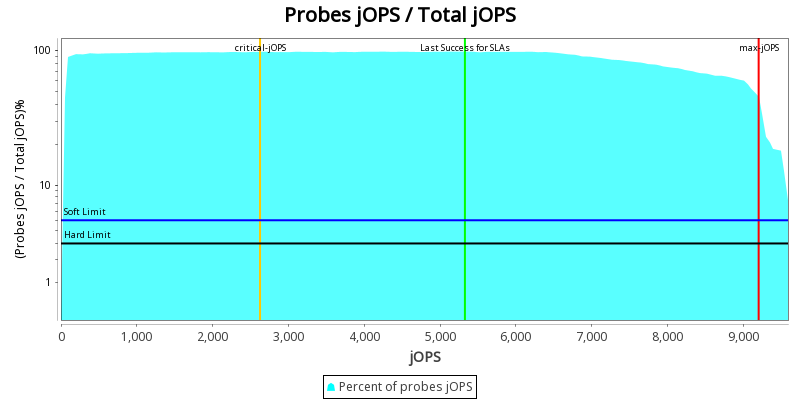 Probes jOPS / Total jOPS
(Probes jOPS / Total jOPS)%
100
10
1
critical-jOPS
Last Success for SLAs
max-jOPS
Soft Limit
Hard Limit
0
1,000
2,000
3,000
4,000
5,000
6,000
7,000
8,000
9,000
jOPS
Percent of probes jOPS